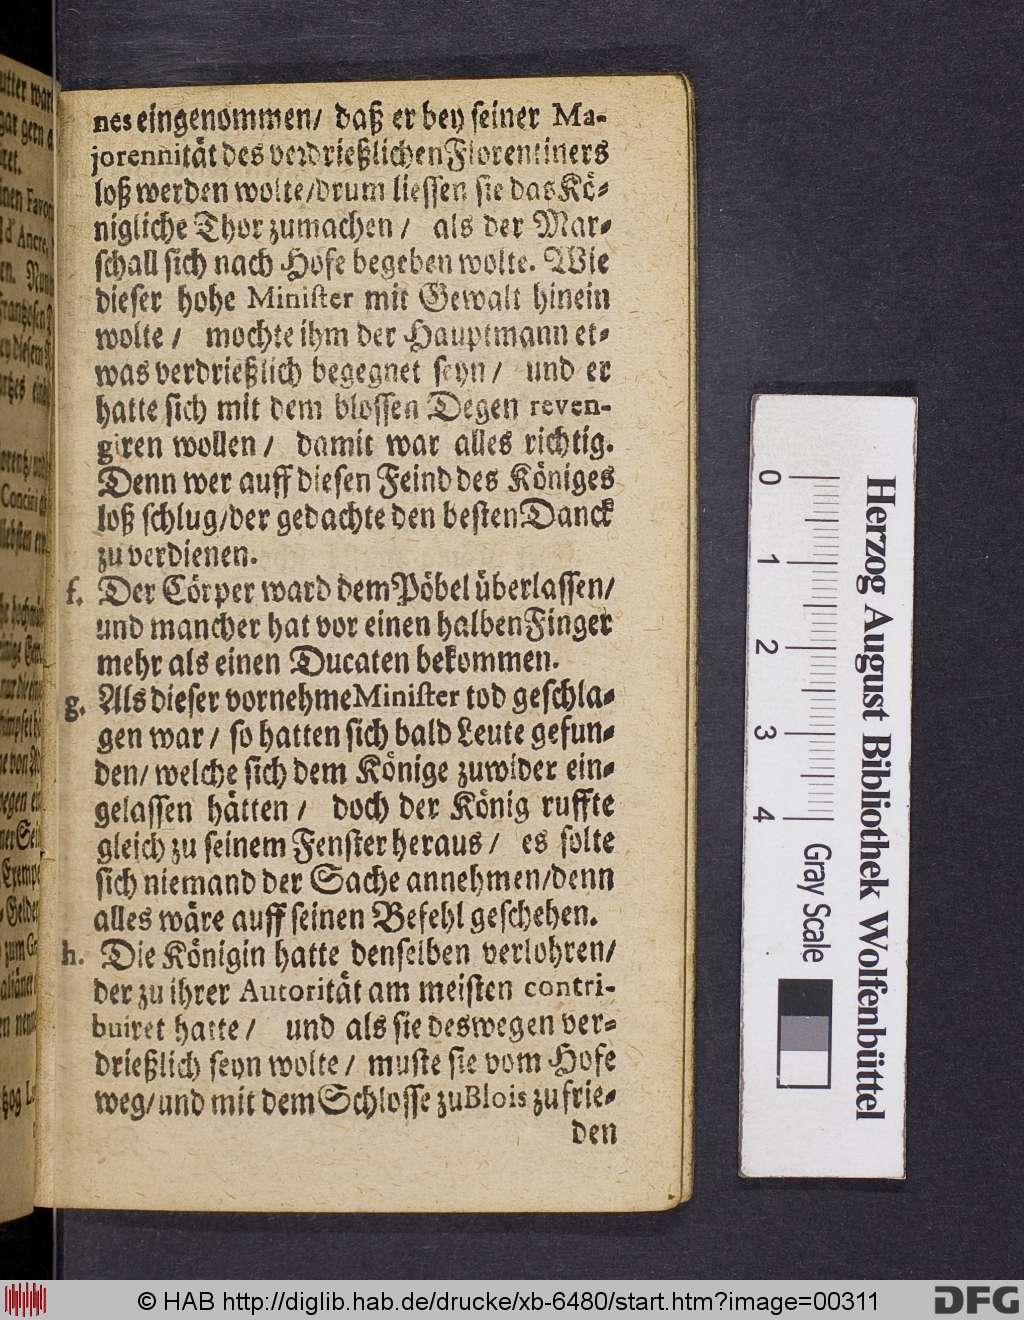 nes eingenommen/ daß er bey seiner Ma-
jorennität des verdrießlichen Florentiners
loß werden wolte/drum liessen sie das Kö-
nigliche Thor zumachen/ als der Mar-
schall sich nach Hofe begeben wolte. Wie
dieser hohe Minister mit Gewalt hinein
wolte/ mochte ihm der Hauptmann et-
was verdrießlich begegnet seyn/ und er
hatte sich mit dem blossen Degen reven-
giren wollen/ damit war alles richtig.
Denn wer auff diesen Feind des Königes
loß schlug/der gedachte den besten Danck
zu verdienen.
f. Der Cörper ward dem Pöbel überlassen/
und mancher hat vor einen halben Finger
mehr als einen Ducaten bekommen.
g. Als dieser vornehme Minister tod geschla-
gen war/ so hatten sich bald Leute gefun-
den/ welche sich dem Könige zuwider ein-
gelassen hätten/ doch der König ruffte
gleich zu seinem Fenster heraus/ es solte
sich niemand der Sache annehmen/denn
alles wäre auff seinen Befehl geschehen.
h. Die Königin hatte denselben verlohren/
der zu ihrer Autorität am meisten contri-
buiret hatte/ und als sie deswegen ver-
drießlich seyn wolte/ muste sie vom Hofe
weg/und mit dem Schlosse zu Blois zu frie-
den
0 1 2 3 4
Gray Scale
Herzog August Bibliothek Wolfenbüttel
© HAB http://diglib.hab.de/drucke/xb-6480/start.htm?image=00311
DFG